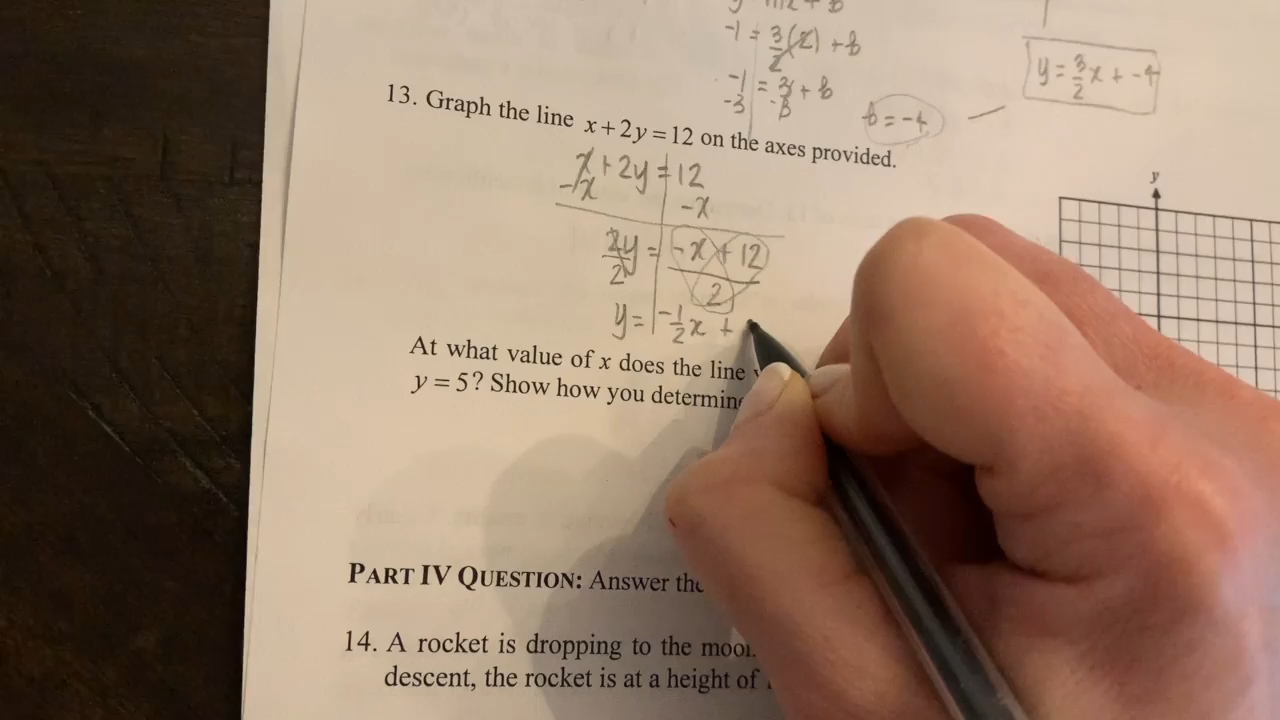 -1 = 3/2(2) + b
-1 = 3 + b
-3 -3
b = -4
y = 3/2x + -4
13. Graph the line x + 2y = 12 on the axes provided.
y
x + 2y = 12
-x -x
2y/2 = -x + 12/2
y = -1/2x +
At what value of x does the line
y = 5? Show how you
PART IV QUESTION: Answer
14. A rocket is dropping to the
descent, the rocket is at a height of